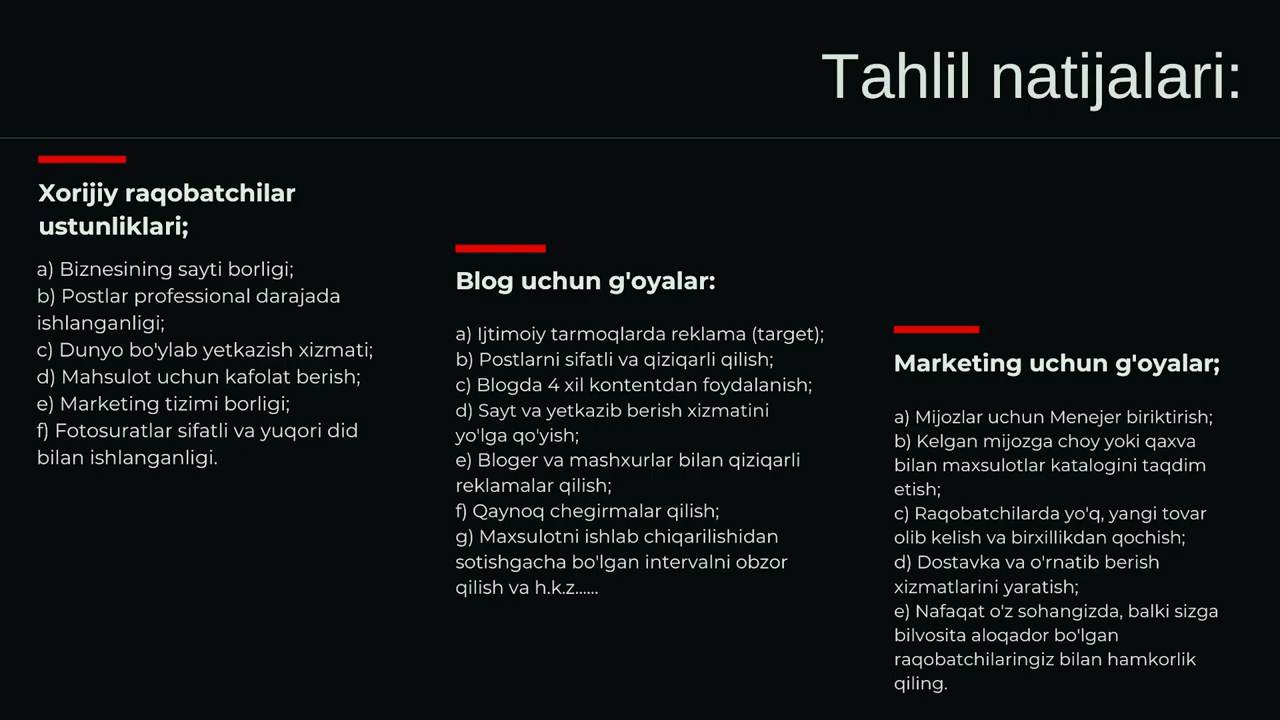 Tahlil natijalari:
Xorijiy raqobatchilar
ustunliklari;
a) Biznesining sayti borligi;
b) Postlar professional darajada
ishlanganligi;
c) Dunyo bo'ylab yetkazish xizmati;
d) Mahsulot uchun kafolat berish;
e) Marketing tizimi borligi;
f) Fotosuratlar sifatli va yuqori did
bilan ishlanganligi.
Blog uchun g'oyalar:
a) Ijtimoiy tarmoqlarda reklama (target);
b) Postlarni sifatli va qiziqarli qilish;
c) Blogda 4 xil kontentdan foydalanish;
d) Sayt va yetkazib berish xizmatini
yo'lga qo'yish;
e) Bloger va mashxurlar bilan qiziqarli
reklamalar qilish;
f) Qaynoq chegirmalar qilish;
g) Maxsulotni ishlab chiqarilishidan
sotishgacha bo'lgan intervalni obzor
qilish va h.k.z......
Marketing uchun g'oyalar;
a) Mijozlar uchun Menejer biriktirish;
b) Kelgan mijozga choy yoki qaxva
bilan maxsulotlar katalogini taqdim
etish;
c) Raqobatchilarda yo'q, yangi tovar
olib kelish va birxillikdan qochish;
d) Dostavka va o'rnatib berish
xizmatlarini yaratish;
e) Nafaqat o'z sohangizda, balki sizga
bilvosita aloqador bo'lgan
raqobatchilaringiz bilan hamkorlik
qiling.